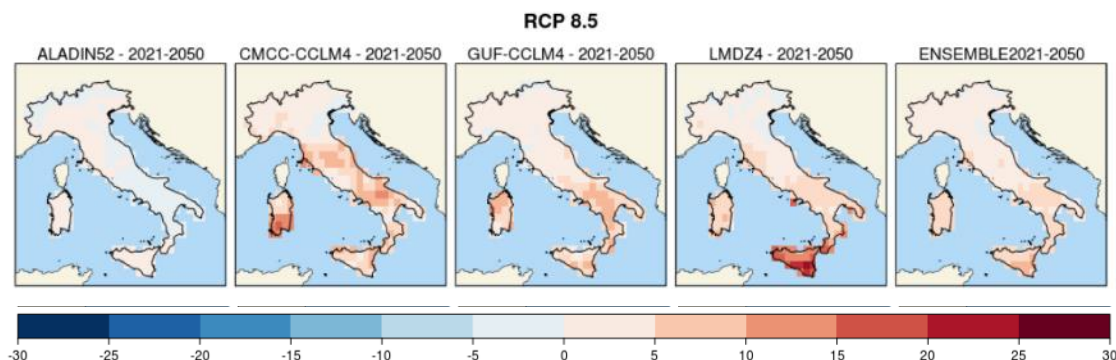 RCP 8.5
ALADIN52 - 2021-2050 CMCC-CCLM4 - 2021-2050 GUF-CCLM4 - 2021-2050 LMDZ4 - 2021-2050 ENSEMBLE2021-2050
-30 -25 -20 -15 -10 -5 0 5 10 15 20 25 30